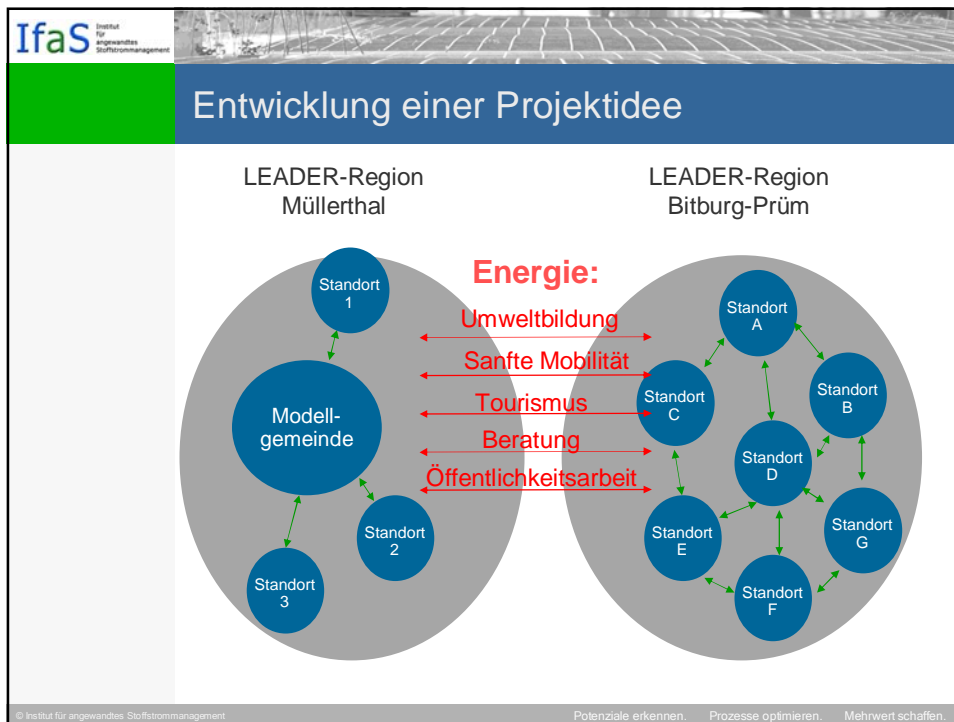 IfaS
Institut
für
angewandtes
Stoffstrommanagement
Entwicklung einer Projektidee
LEADER-Region
Müllerthal
LEADER-Region
Bitburg-Prüm
Energie:
Umweltbildung
Sanfte Mobilität
Tourismus
Beratung
Öffentlichkeitsarbeit
Standort
1
Modell-
gemeinde
Standort
2
Standort
3
Standort
A
Standort
B
Standort
C
Standort
D
Standort
E
Standort
G
Standort
F
© Institut für angewandtes Stoffstrommanagement
Potenziale erkennen. Prozesse optimieren. Mehrwert schaffen.